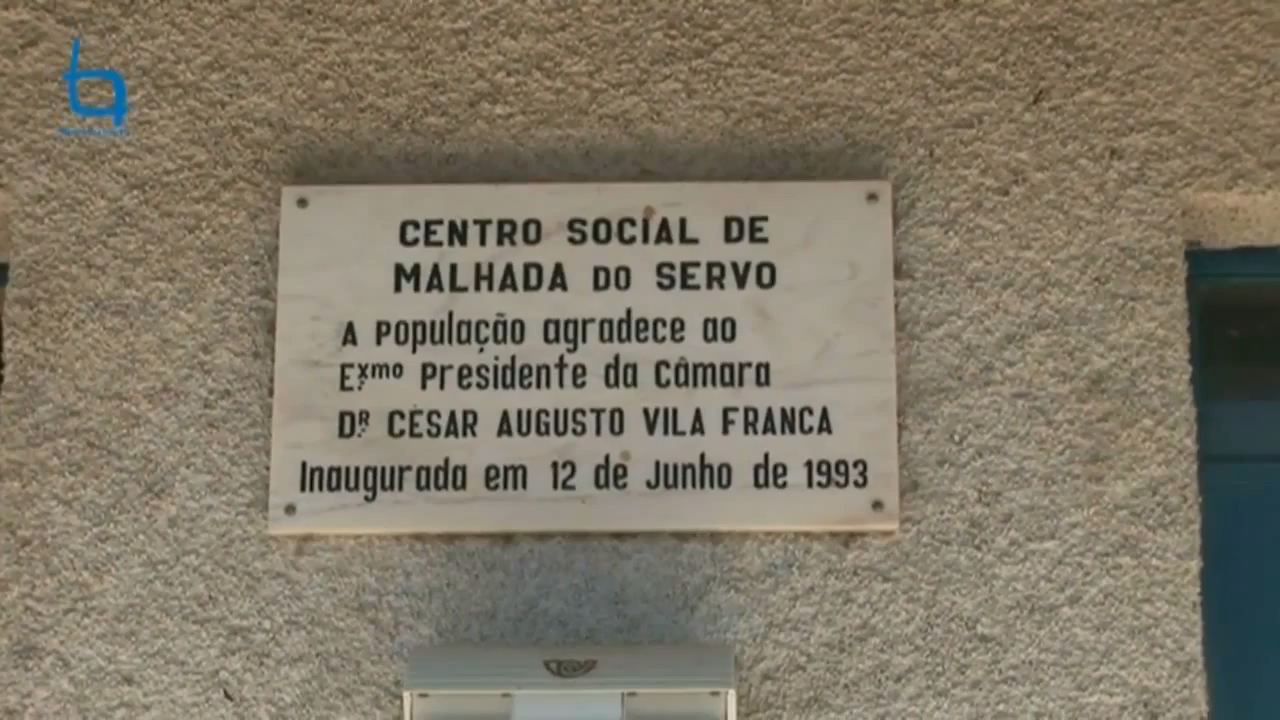 CENTRO SOCIAL DE
MALHADA DO SERVO
A POPULAÇÃO agradece ao
Exmo Presidente da Câmara
DR. CÉSAR AUGUSTO VILA FRANCA
Inaugurada em 12 de Junho de 1993